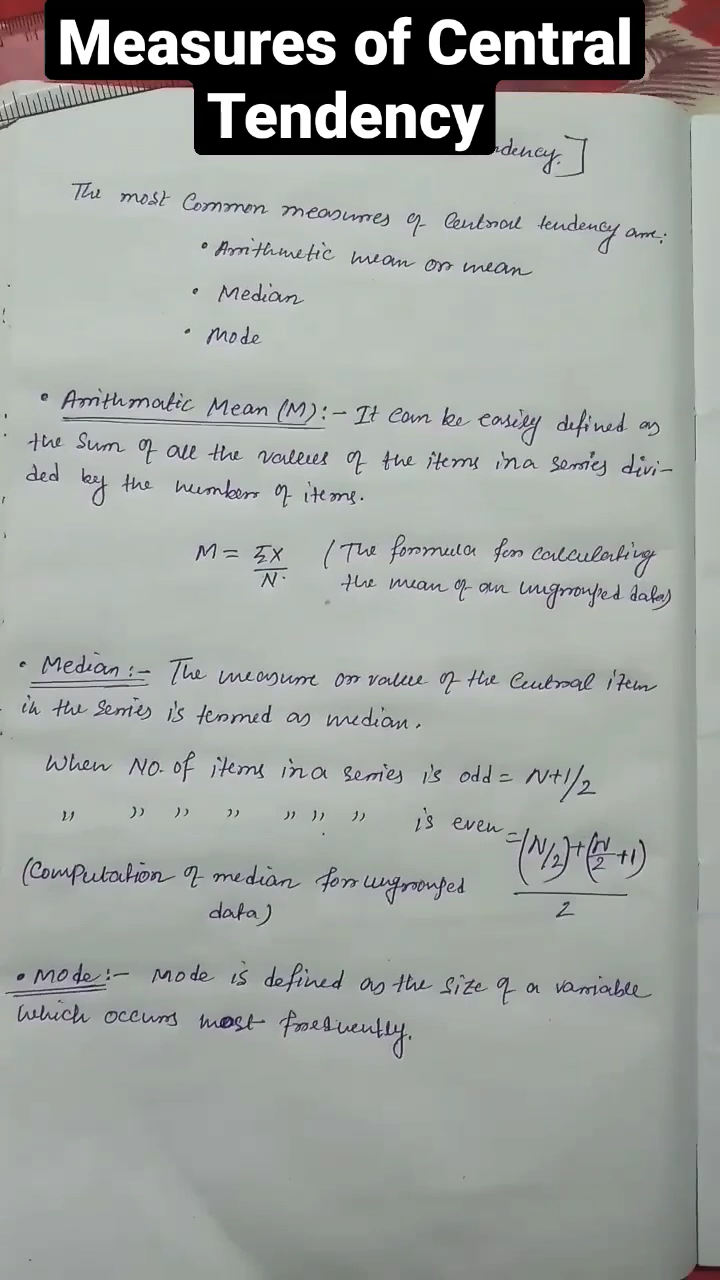 Measures of Central
Tendency
ndency.]
The most Common measures of Central tendency are:
• Arrithmetic mean or mean
• Median
• Mode
• Arrithmatic Mean (M):- It can be easily defined as
the Sum of all the values of the items in a series divi-
ded by the number of items.
M = ΣX/N. (The formula for calculating
the mean of an ungrouped data)
• Median :- The measure or value of the Central item
in the series is termed as median.
When NO. of items in a series is odd = N+1/2
,, ,, ,, ,, ,, ,, ,, is even = (N/2)+(N/2+1)/2
(Computation of median for ungrouped
data)
• Mode:- Mode is defined as the size of a variable
which occurs most frequently.